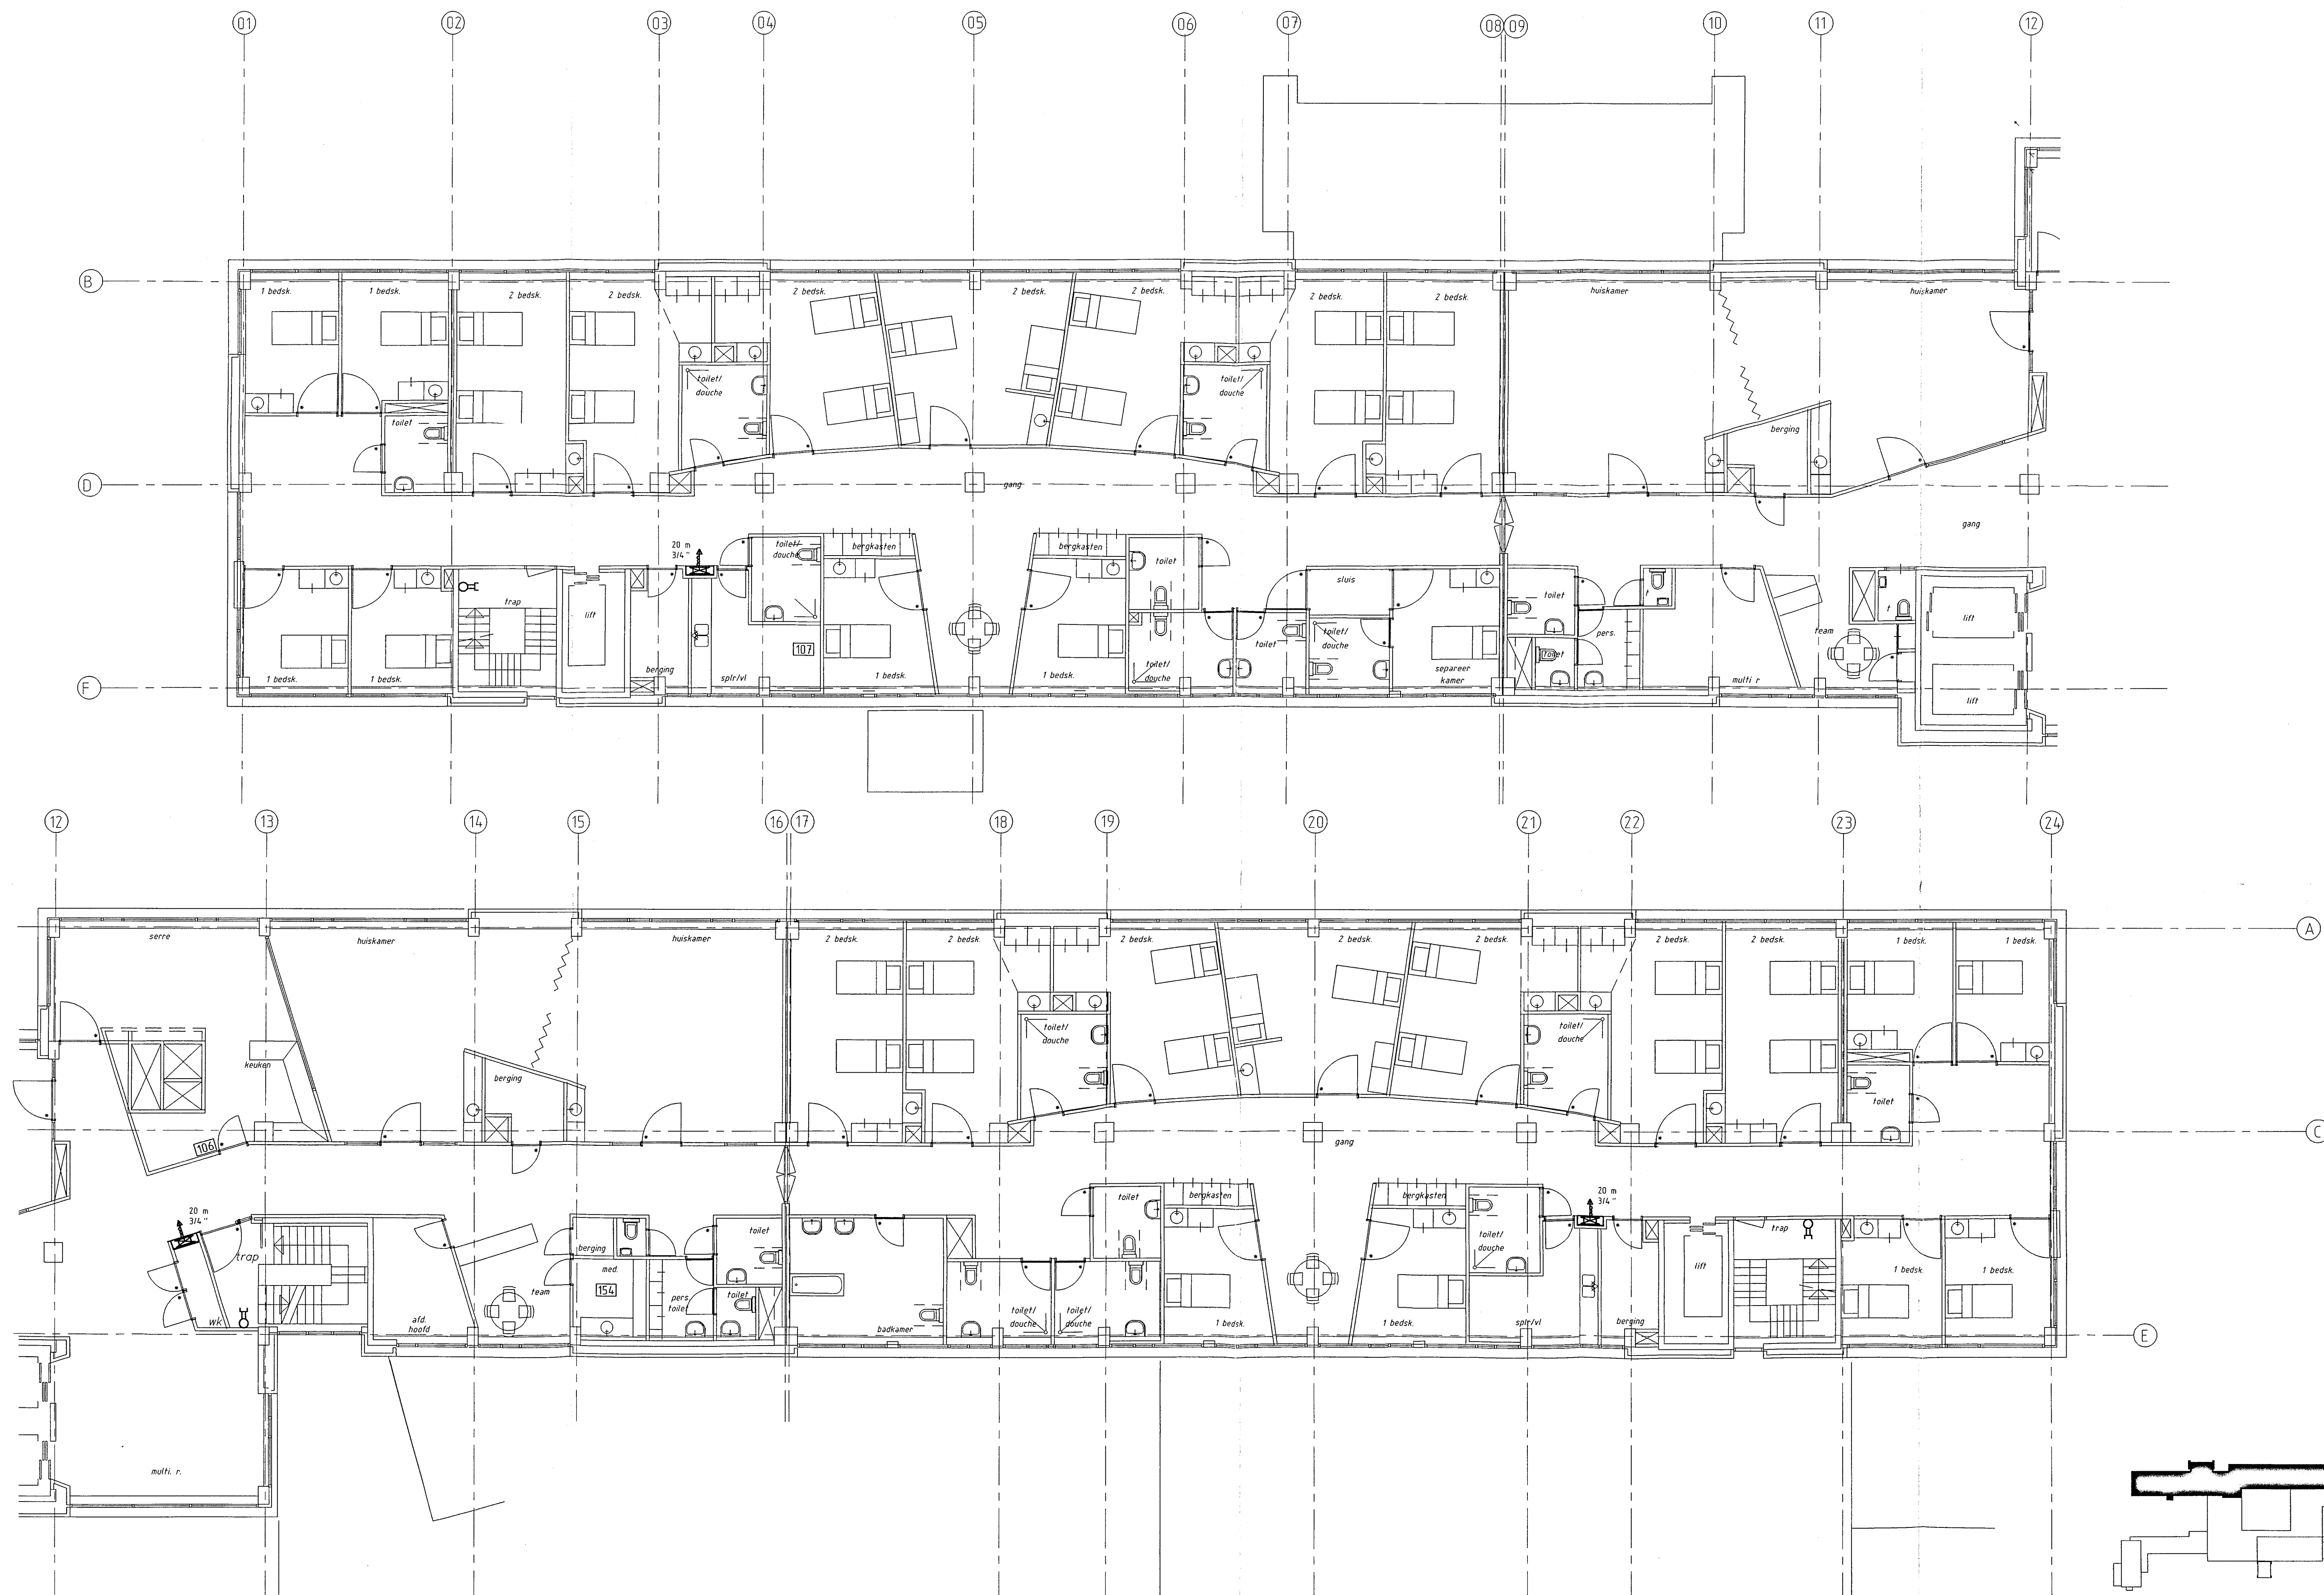 01 02 03 04 05 06 07 08 09 10 11 12
B
1 bedsk. 1 bedsk. 2 bedsk. 2 bedsk. 2 bedsk. 2 bedsk. 2 bedsk. 2 bedsk. 2 bedsk. huiskamer huiskamer
toilet/
douche
toilet/
douche
toilet
berging
D
gang
gang
20 m
3/4 "
toilet/
douche
bergkasten
bergkasten
toilet
sluis
toilet
t
t
trap
lift
lift
toilet
toilet/
douche
pers.
team
107
berging
splr/vl
toilet/
douche
separeer
kamer
toilet
F
1 bedsk. 1 bedsk. 1 bedsk. 1 bedsk.
multi r
lift
12 13 14 15 16 17 18 19 20 21 22 23 24
A
serre huiskamer huiskamer 2 bedsk. 2 bedsk. 2 bedsk. 2 bedsk. 2 bedsk. 2 bedsk. 2 bedsk. 1 bedsk. 1 bedsk.
toilet/
douche
toilet/
douche
keuken
berging
toilet
C
106
gang
20 m
3/4 "
bergkasten
bergkasten
20 m
3/4 "
toilet
trap
trap
berging
toilet
toilet/
douche
lift
med.
154
team
pers
toilet
toilet
1 bedsk. 1 bedsk.
wk
afd.
hoofd
badkamer
toilet/
douche
toilet/
douche
1 bedsk. 1 bedsk.
splr/vl
berging
E
multi. r.